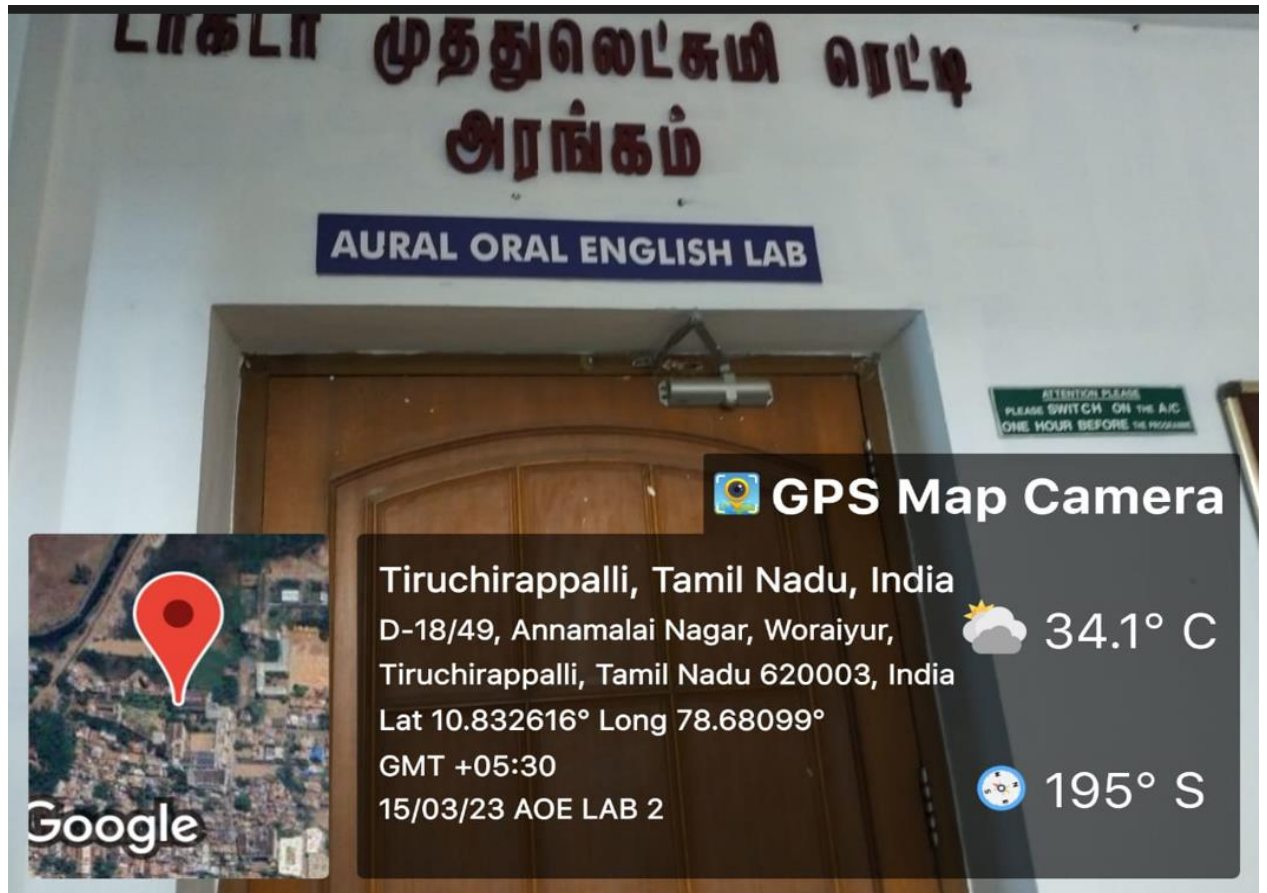 டாக்டர் முத்துலெட்சுமி ரெட்டி
அரங்கம்
AURAL ORAL ENGLISH LAB
ATTENTION PLEASE
PLEASE SWITCH ON THE A/C
ONE HOUR BEFORE THE PROGRAMME
GPS Map Camera
Tiruchirappalli, Tamil Nadu, India
D-18/49, Annamalai Nagar, Woraiyur,
Tiruchirappalli, Tamil Nadu 620003, India
Lat 10.832616° Long 78.68099°
GMT +05:30
15/03/23 AOE LAB 2
34.1° C
195° S
Google